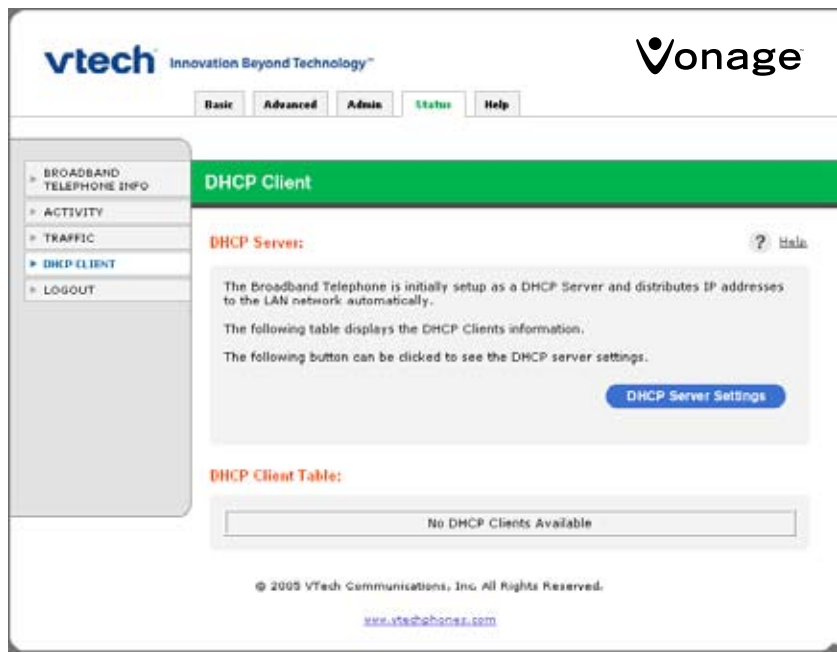 vtech Innovation Beyond Technology™
Vonage
Basic Advanced Admin Status Help
BROADBAND
TELEPHONE INFO
ACTIVITY
TRAFFIC
DHCP CLIENT
LOGOUT
DHCP Client
DHCP Server:
? Help
The Broadband Telephone is initially setup as a DHCP Server and distributes IP addresses
to the LAN network automatically.
The following table displays the DHCP Clients information.
The following button can be clicked to see the DHCP server settings.
DHCP Server Settings
DHCP Client Table:
No DHCP Clients Available
© 2005 VTech Communications, Inc. All Rights Reserved.
www.vtechphones.com